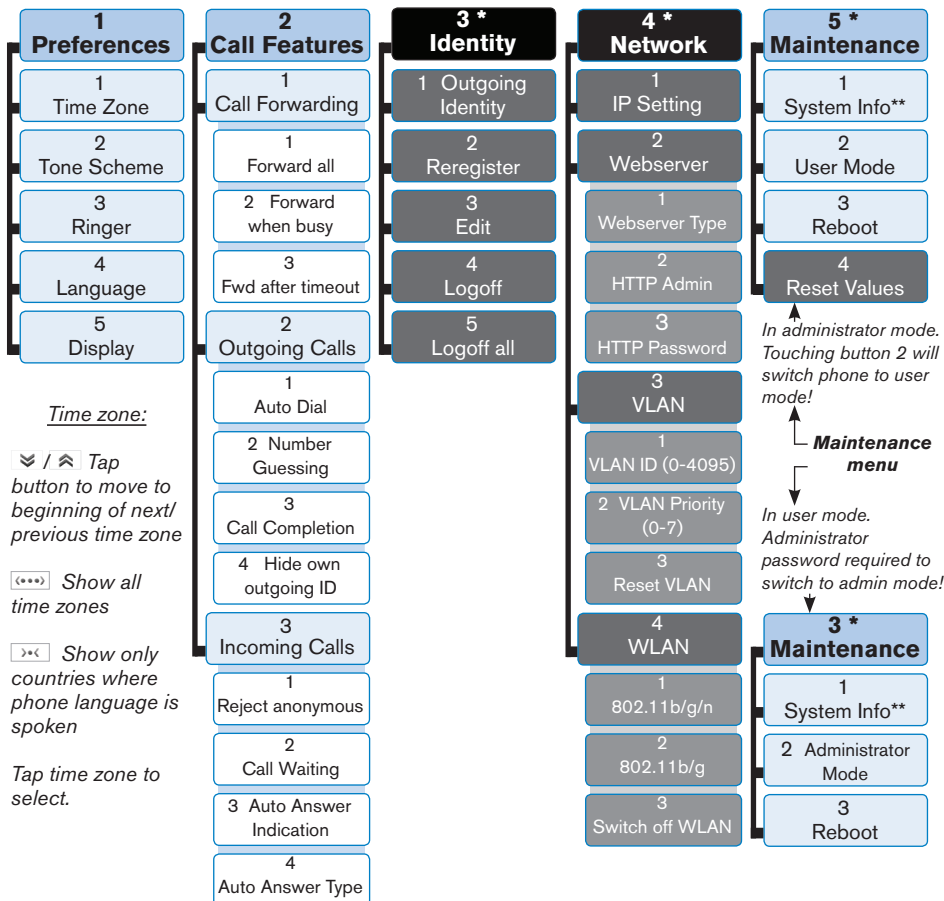 1
Preferences
1
Time Zone
2
Tone Scheme
3
Ringer
4
Language
5
Display
Time zone:
/ Tap
button to move to
beginning of next/
previous time zone
Show all
time zones
Show only
countries where
phone language is
spoken
Tap time zone to
select.
2
Call Features
1
Call Forwarding
1
Forward all
2 Forward
when busy
3
Fwd after timeout
2
Outgoing Calls
1
Auto Dial
2 Number
Guessing
3
Call Completion
4 Hide own
outgoing ID
3
Incoming Calls
1
Reject anonymous
2
Call Waiting
3 Auto Answer
Indication
4
Auto Answer Type
3 *
Identity
1 Outgoing
Identity
2
Reregister
3
Edit
4
Logoff
5
Logoff all
4 *
Network
1
IP Setting
2
Webserver
1
Webserver Type
2
HTTP Admin
3
HTTP Password
3
VLAN
1
VLAN ID (0-4095)
2 VLAN Priority
(0-7)
3
Reset VLAN
4
WLAN
1
802.11b/g/n
2
802.11b/g
3
Switch off WLAN
5 *
Maintenance
1
System Info**
2
User Mode
3
Reboot
4
Reset Values
In administrator mode.
Touching button 2 will
switch phone to user
mode!
Maintenance
menu
In user mode.
Administrator
password required to
switch to admin mode!
3 *
Maintenance
1
System Info**
2 Administrator
Mode
3
Reboot